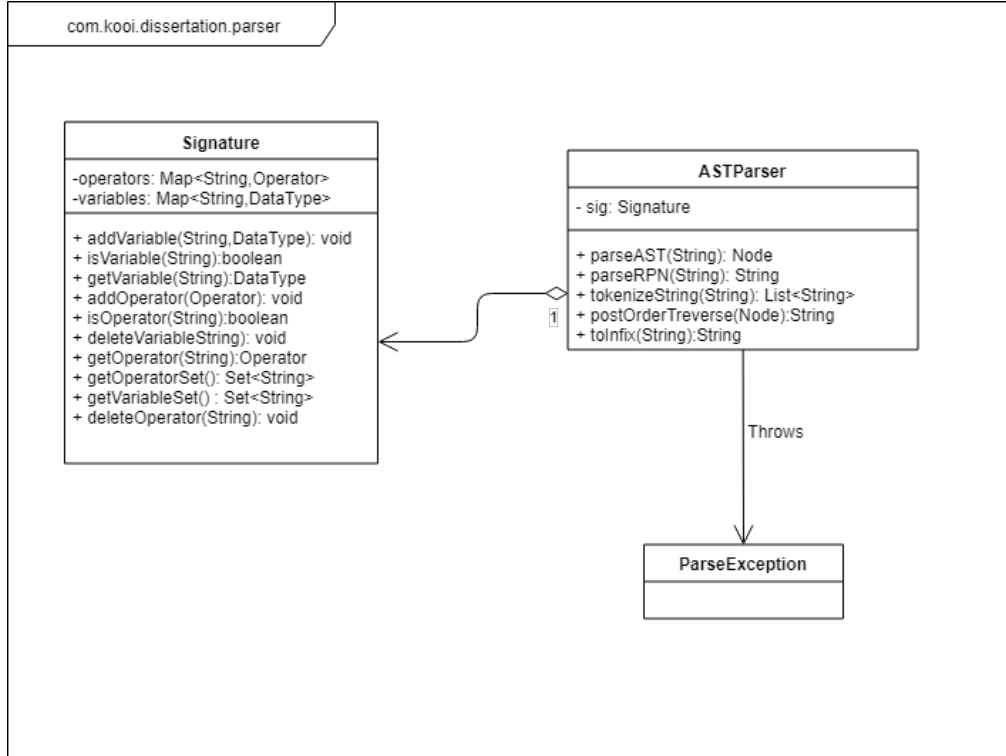 com.kooi.dissertation.parser
Signature
-operators: Map<String,Operator>
-variables: Map<String,DataType>
+ addVariable(String,DataType): void
+ isVariable(String):boolean
+ getVariable(String):DataType
+ addOperator(Operator): void
+ isOperator(String):boolean
+ deleteVariableString): void
+ getOperator(String):Operator
+ getOperatorSet(): Set<String>
+ getVariableSet() : Set<String>
+ deleteOperator(String): void
ASTParser
- sig: Signature
+ parseAST(String): Node
+ parseRPN(String): String
+ tokenizeString(String): List<String>
+ postOrderTreverse(Node):String
+ toInfix(String):String
1
Throws
ParseException